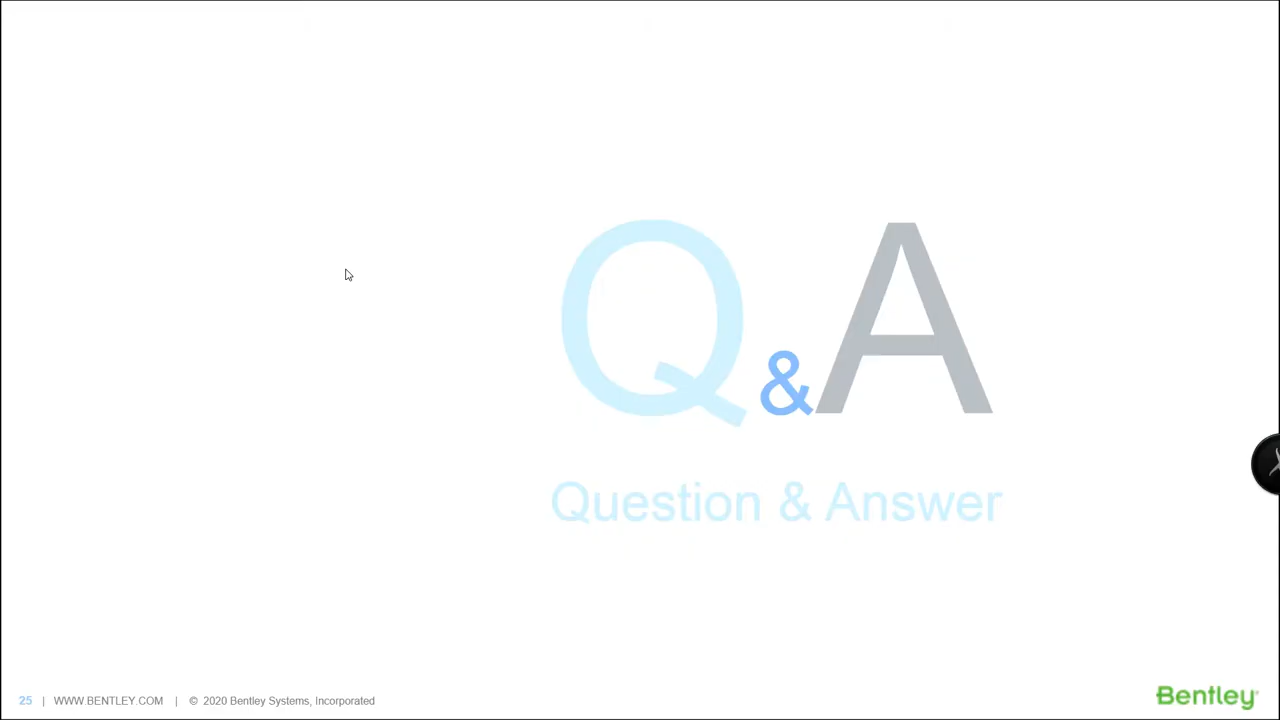 Q&A
Question & Answer
25 | WWW.BENTLEY.COM | © 2020 Bentley Systems, Incorporated
Bentley